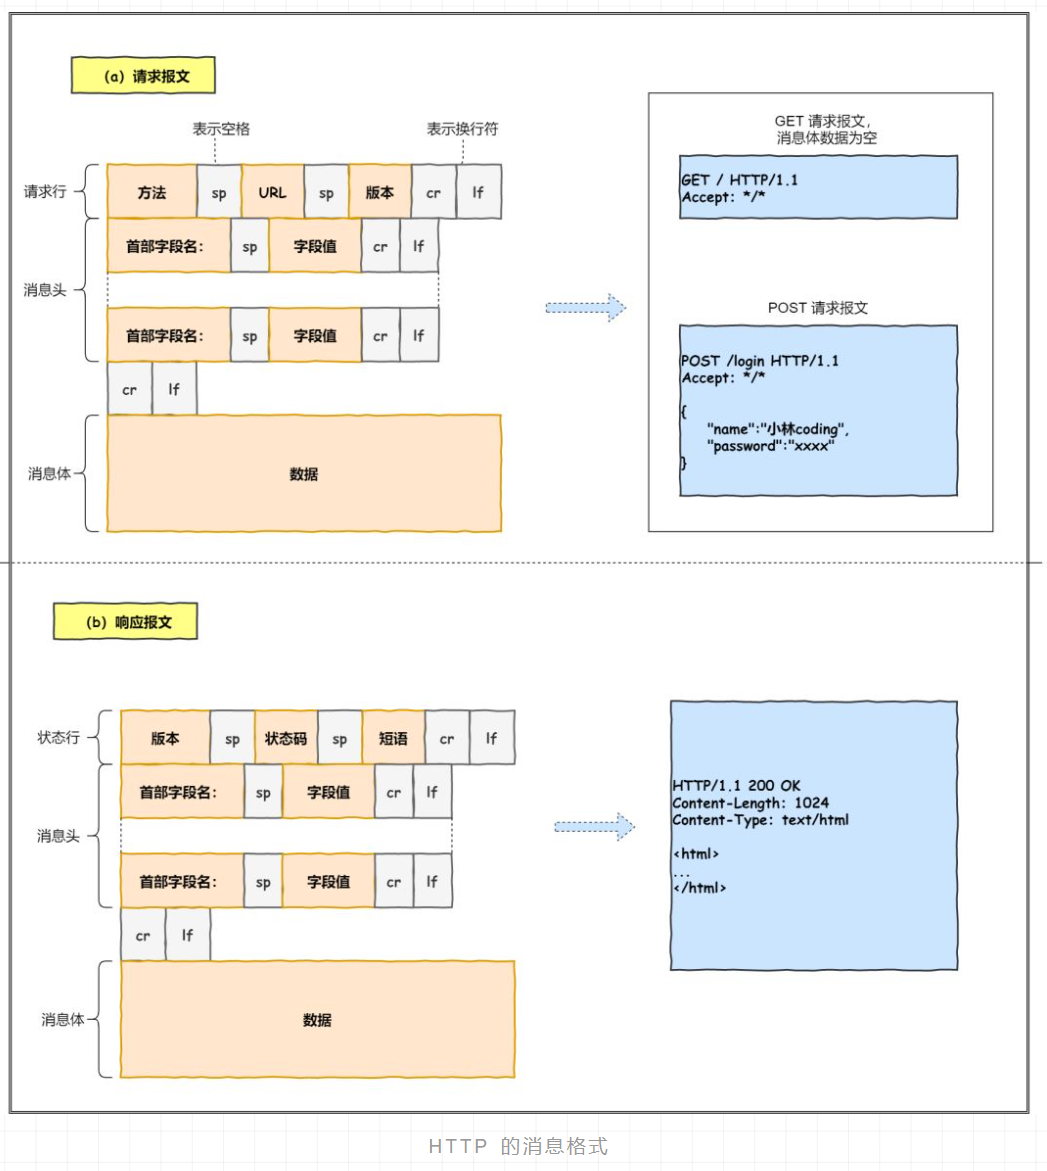 (a) 请求报文
表示空格
表示换行符
请求行
方法 sp URL sp 版本 cr lf
消息头
首部字段名: sp 字段值 cr lf
首部字段名: sp 字段值 cr lf
cr lf
消息体
数据
GET 请求报文,
消息体数据为空
GET / HTTP/1.1
Accept: */*
POST 请求报文
POST /login HTTP/1.1
Accept: */*
{
"name":"小林coding",
"password":"xxxx"
}
(b) 响应报文
状态行
版本 sp 状态码 sp 短语 cr lf
消息头
首部字段名: sp 字段值 cr lf
首部字段名: sp 字段值 cr lf
cr lf
消息体
数据
HTTP/1.1 200 OK
Content-Length: 1024
Content-Type: text/html
<html>
...
</html>
HTTP 的消息格式